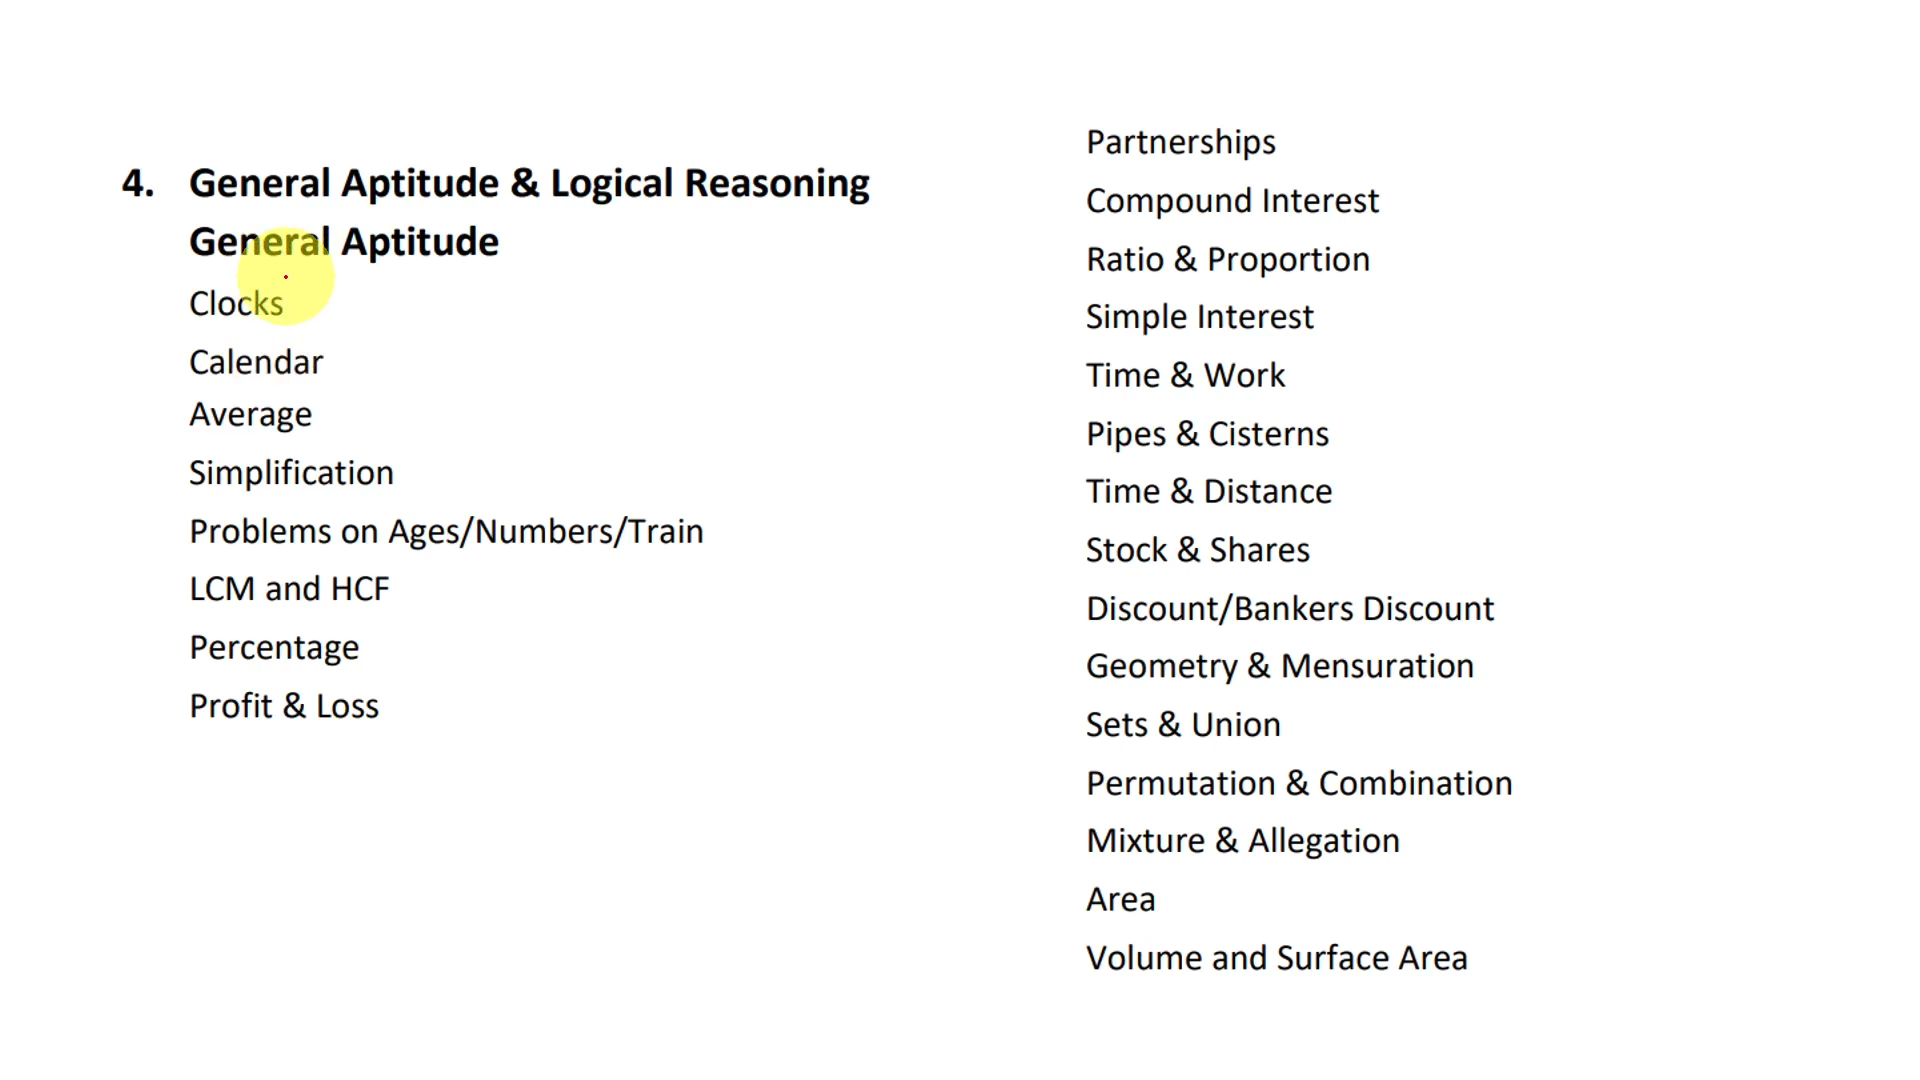 4. General Aptitude & Logical Reasoning
General Aptitude
Clocks
Calendar
Average
Simplification
Problems on Ages/Numbers/Train
LCM and HCF
Percentage
Profit & Loss
Partnerships
Compound Interest
Ratio & Proportion
Simple Interest
Time & Work
Pipes & Cisterns
Time & Distance
Stock & Shares
Discount/Bankers Discount
Geometry & Mensuration
Sets & Union
Permutation & Combination
Mixture & Allegation
Area
Volume and Surface Area